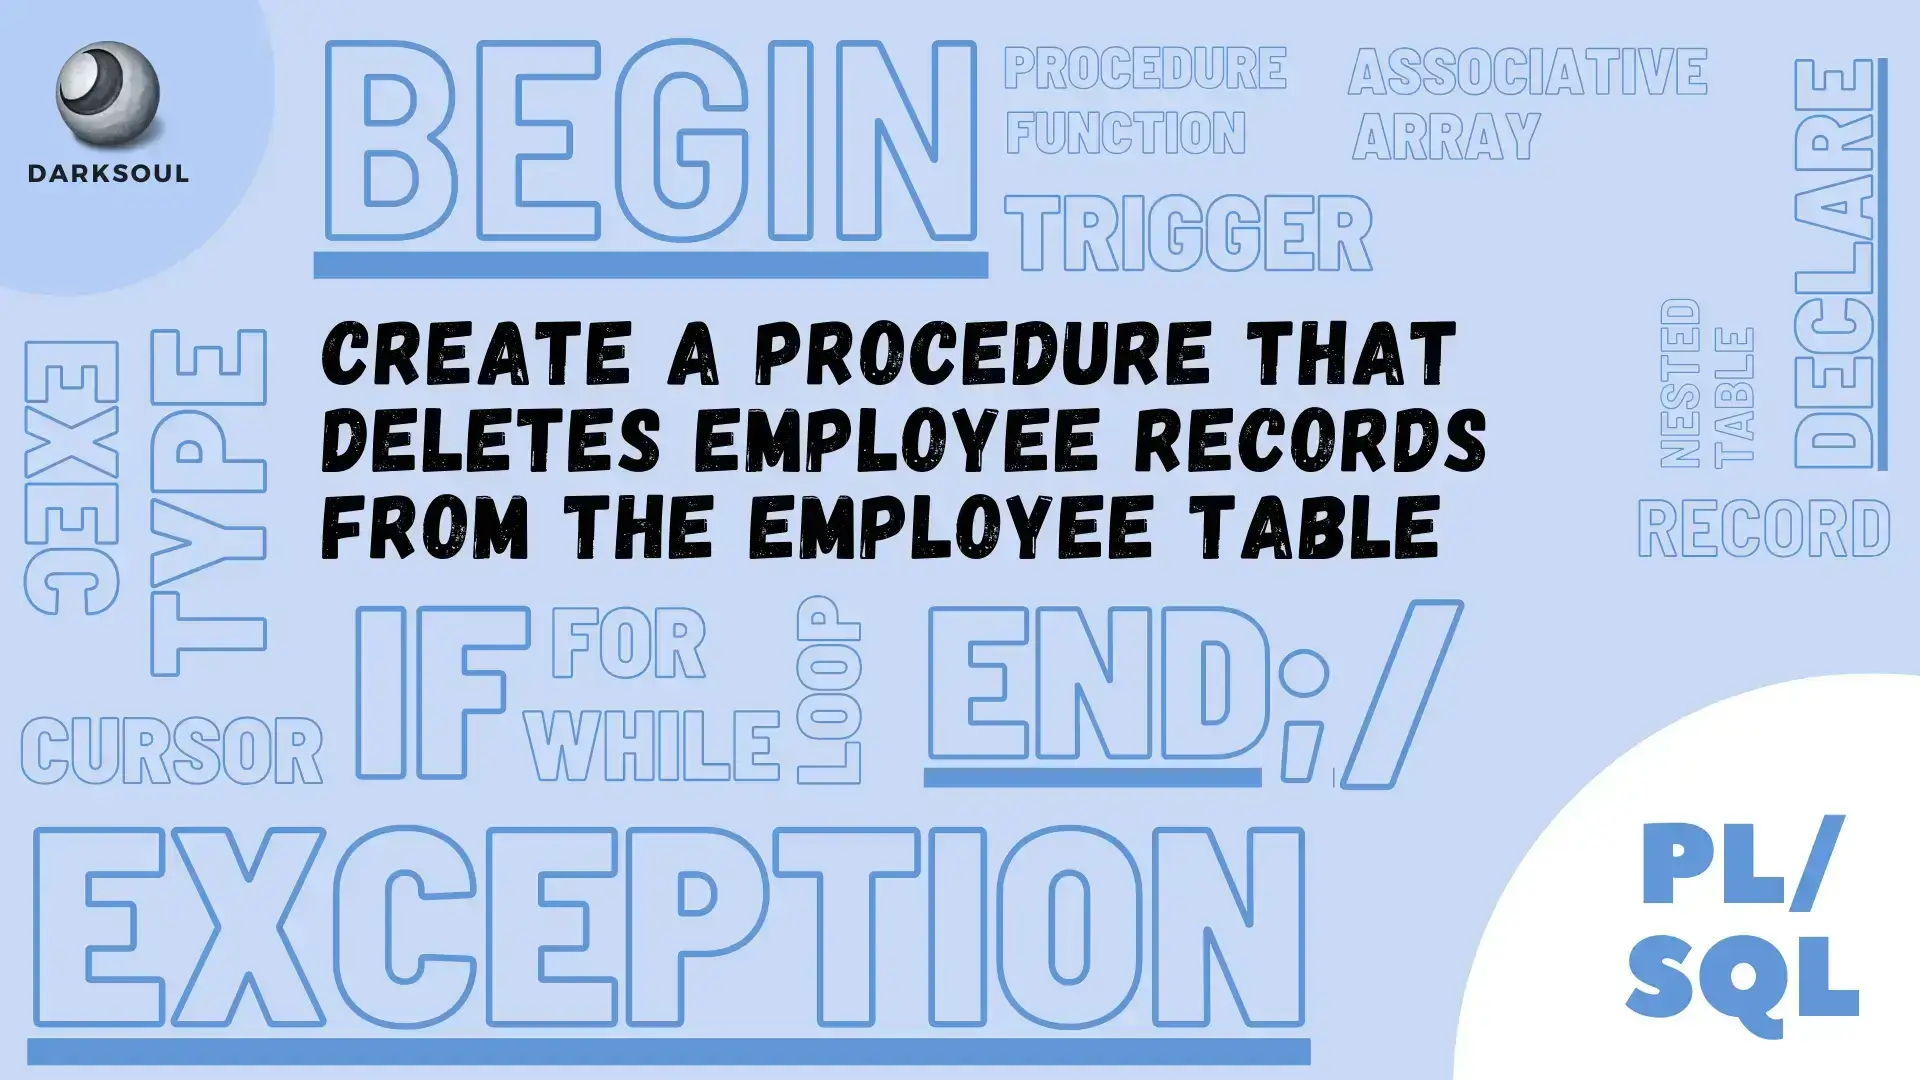 DARKSOUL
BEGIN
PROCEDURE
FUNCTION
TRIGGER
ASSOCIATIVE
ARRAY
DECLARE
NESTED
TABLE
RECORD
CREATE A PROCEDURE THAT
DELETES EMPLOYEE RECORDS
FROM THE EMPLOYEE TABLE
EXEC
TYPE
CURSOR
IF
FOR
WHILE
LOOP
END;/
EXCEPTION
PL/
SQL